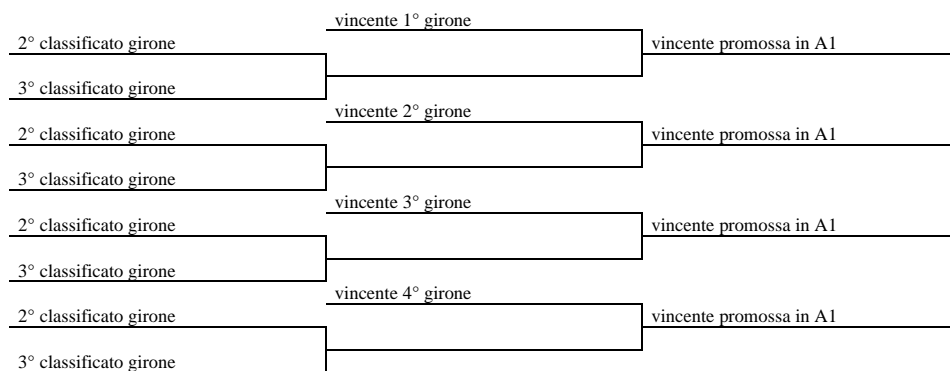 vincente 1° girone
2° classificato girone
vincente promossa in A1
3° classificato girone
vincente 2° girone
2° classificato girone
vincente promossa in A1
3° classificato girone
vincente 3° girone
2° classificato girone
vincente promossa in A1
3° classificato girone
vincente 4° girone
2° classificato girone
vincente promossa in A1
3° classificato girone